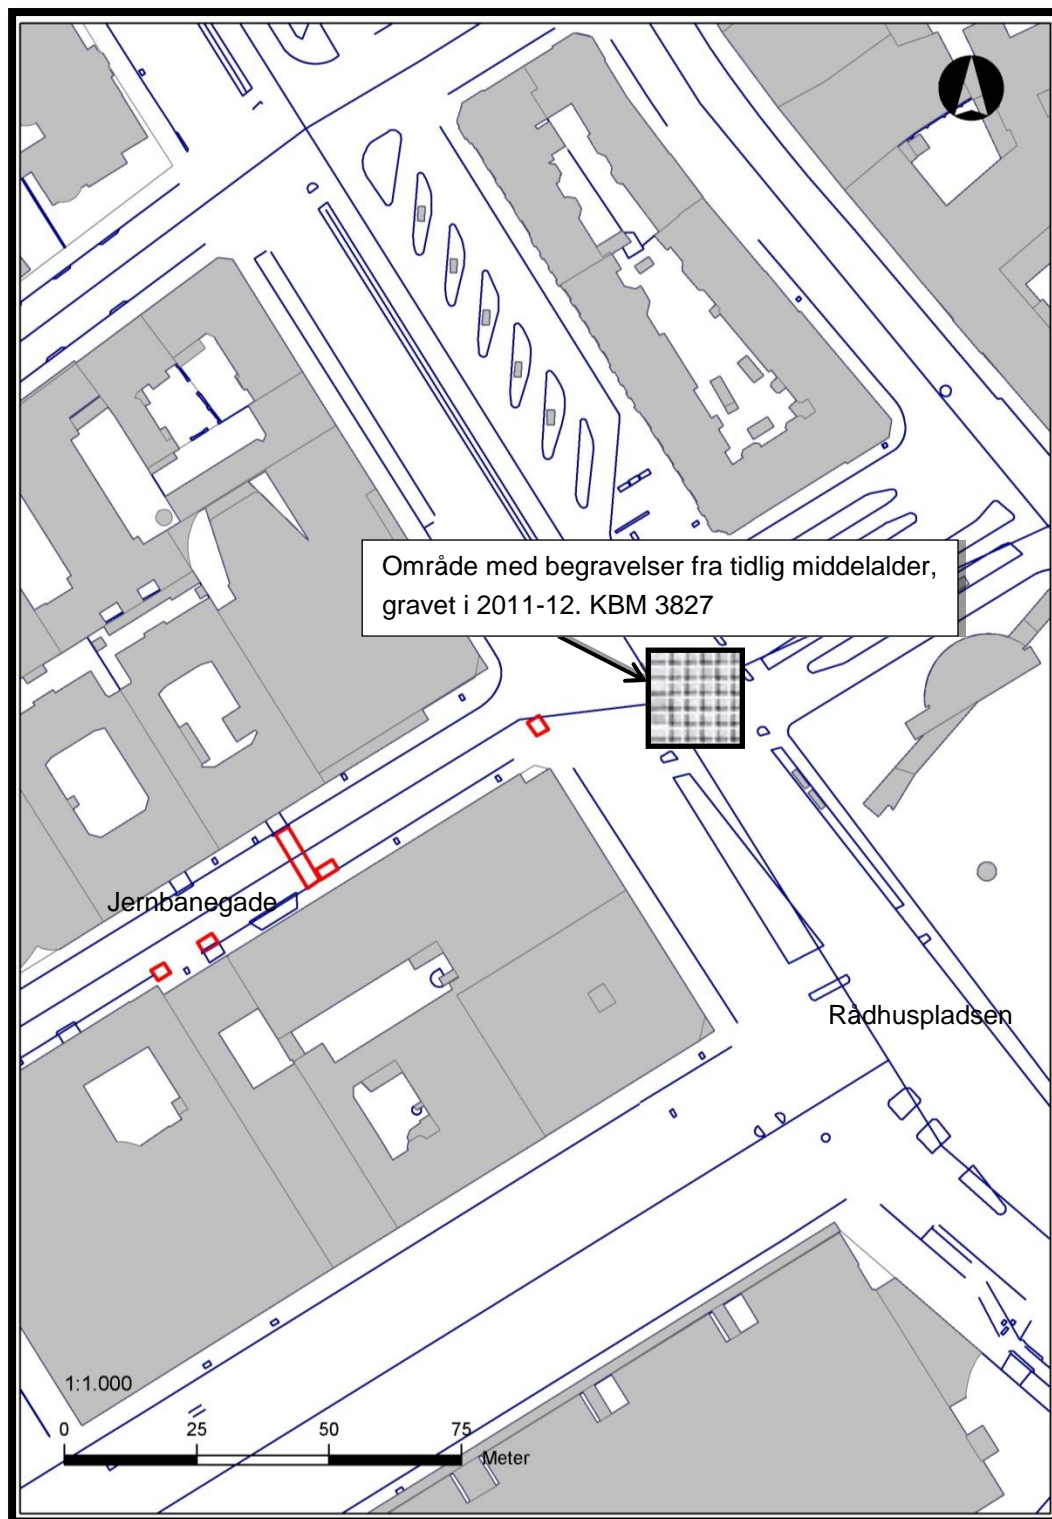 Område med begravelser fra tidlig middelalder,
gravet i 2011-12. KBM 3827
Jernbanegade
Rådhuspladsen
1:1.000
0 25 50 75
Meter